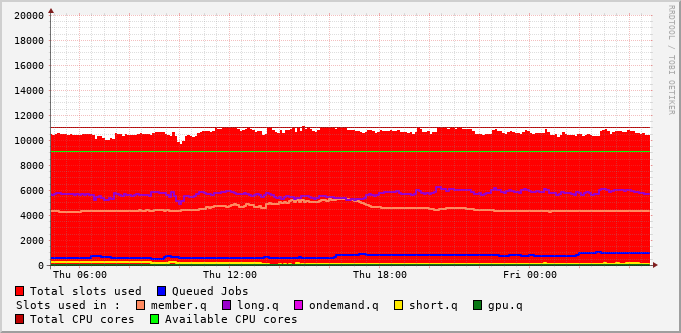 20000
18000
16000
14000
12000
10000
8000
6000
4000
2000
0
Thu 06:00 Thu 12:00 Thu 18:00 Fri 00:00
RRDTOOL / TOBI OETIKER
Total slots used Queued Jobs
Slots used in : member.q long.q ondemand.q short.q gpu.q
Total CPU cores Available CPU cores